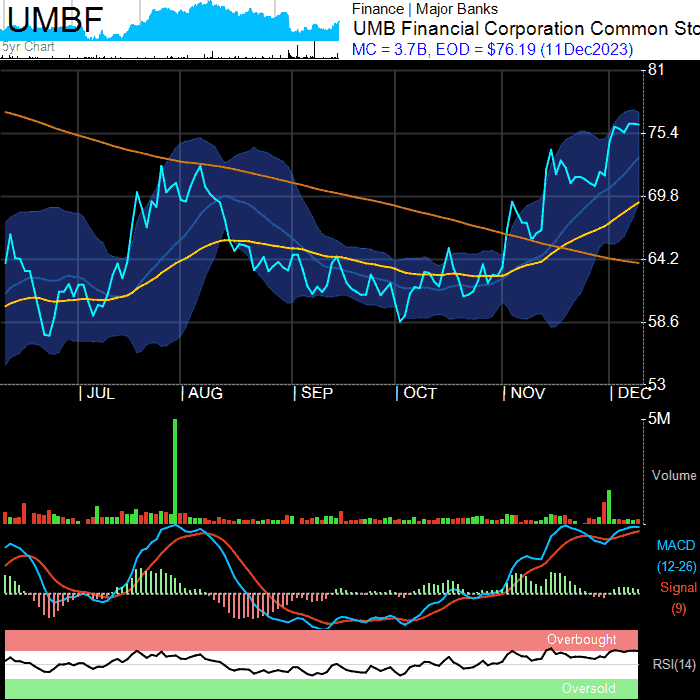 UMBF
5yr Chart
Finance | Major Banks
UMB Financial Corporation Common Sto
MC = 3.7B, EOD = $76.19 (11Dec2023)
81
75.4
69.8
64.2
58.6
53
JUL
AUG
SEP
OCT
NOV
DEC
5M
Volume
MACD
(12-26)
Signal
(9)
Overbought
RSI(14)
Oversold